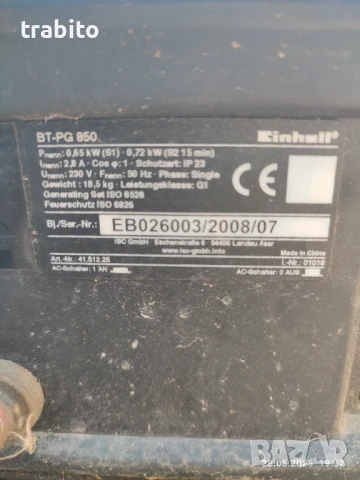 trabito
BT-PG 850
Einhell
Pnenn: 0,65 kW (S1) · 0,72 kW (S2 15 min)
Inenn: 2,8 A · Cos φ: 1 · Schutzart: IP 23
Unenn: 230 V · Fnenn: 50 Hz · Phase: Single
Gewicht: 18,5 kg · Leistungsklasse: G1
Generating Set ISO 8528
Feuerschutz ISO 6826
CE
Bj./Ser.-Nr.: EB026003/2008/07
ISC GmbH Eschenstraße 6 94405 Landau /Isar
www.isc-gmbh.info
Made in China
Art.-Nr.: 41.512.25
I.-Nr.: 01018
AC-Schalter: 1 AN
AC-Schalter: 0 AUS
BAZAR
22.05.2025 19:32